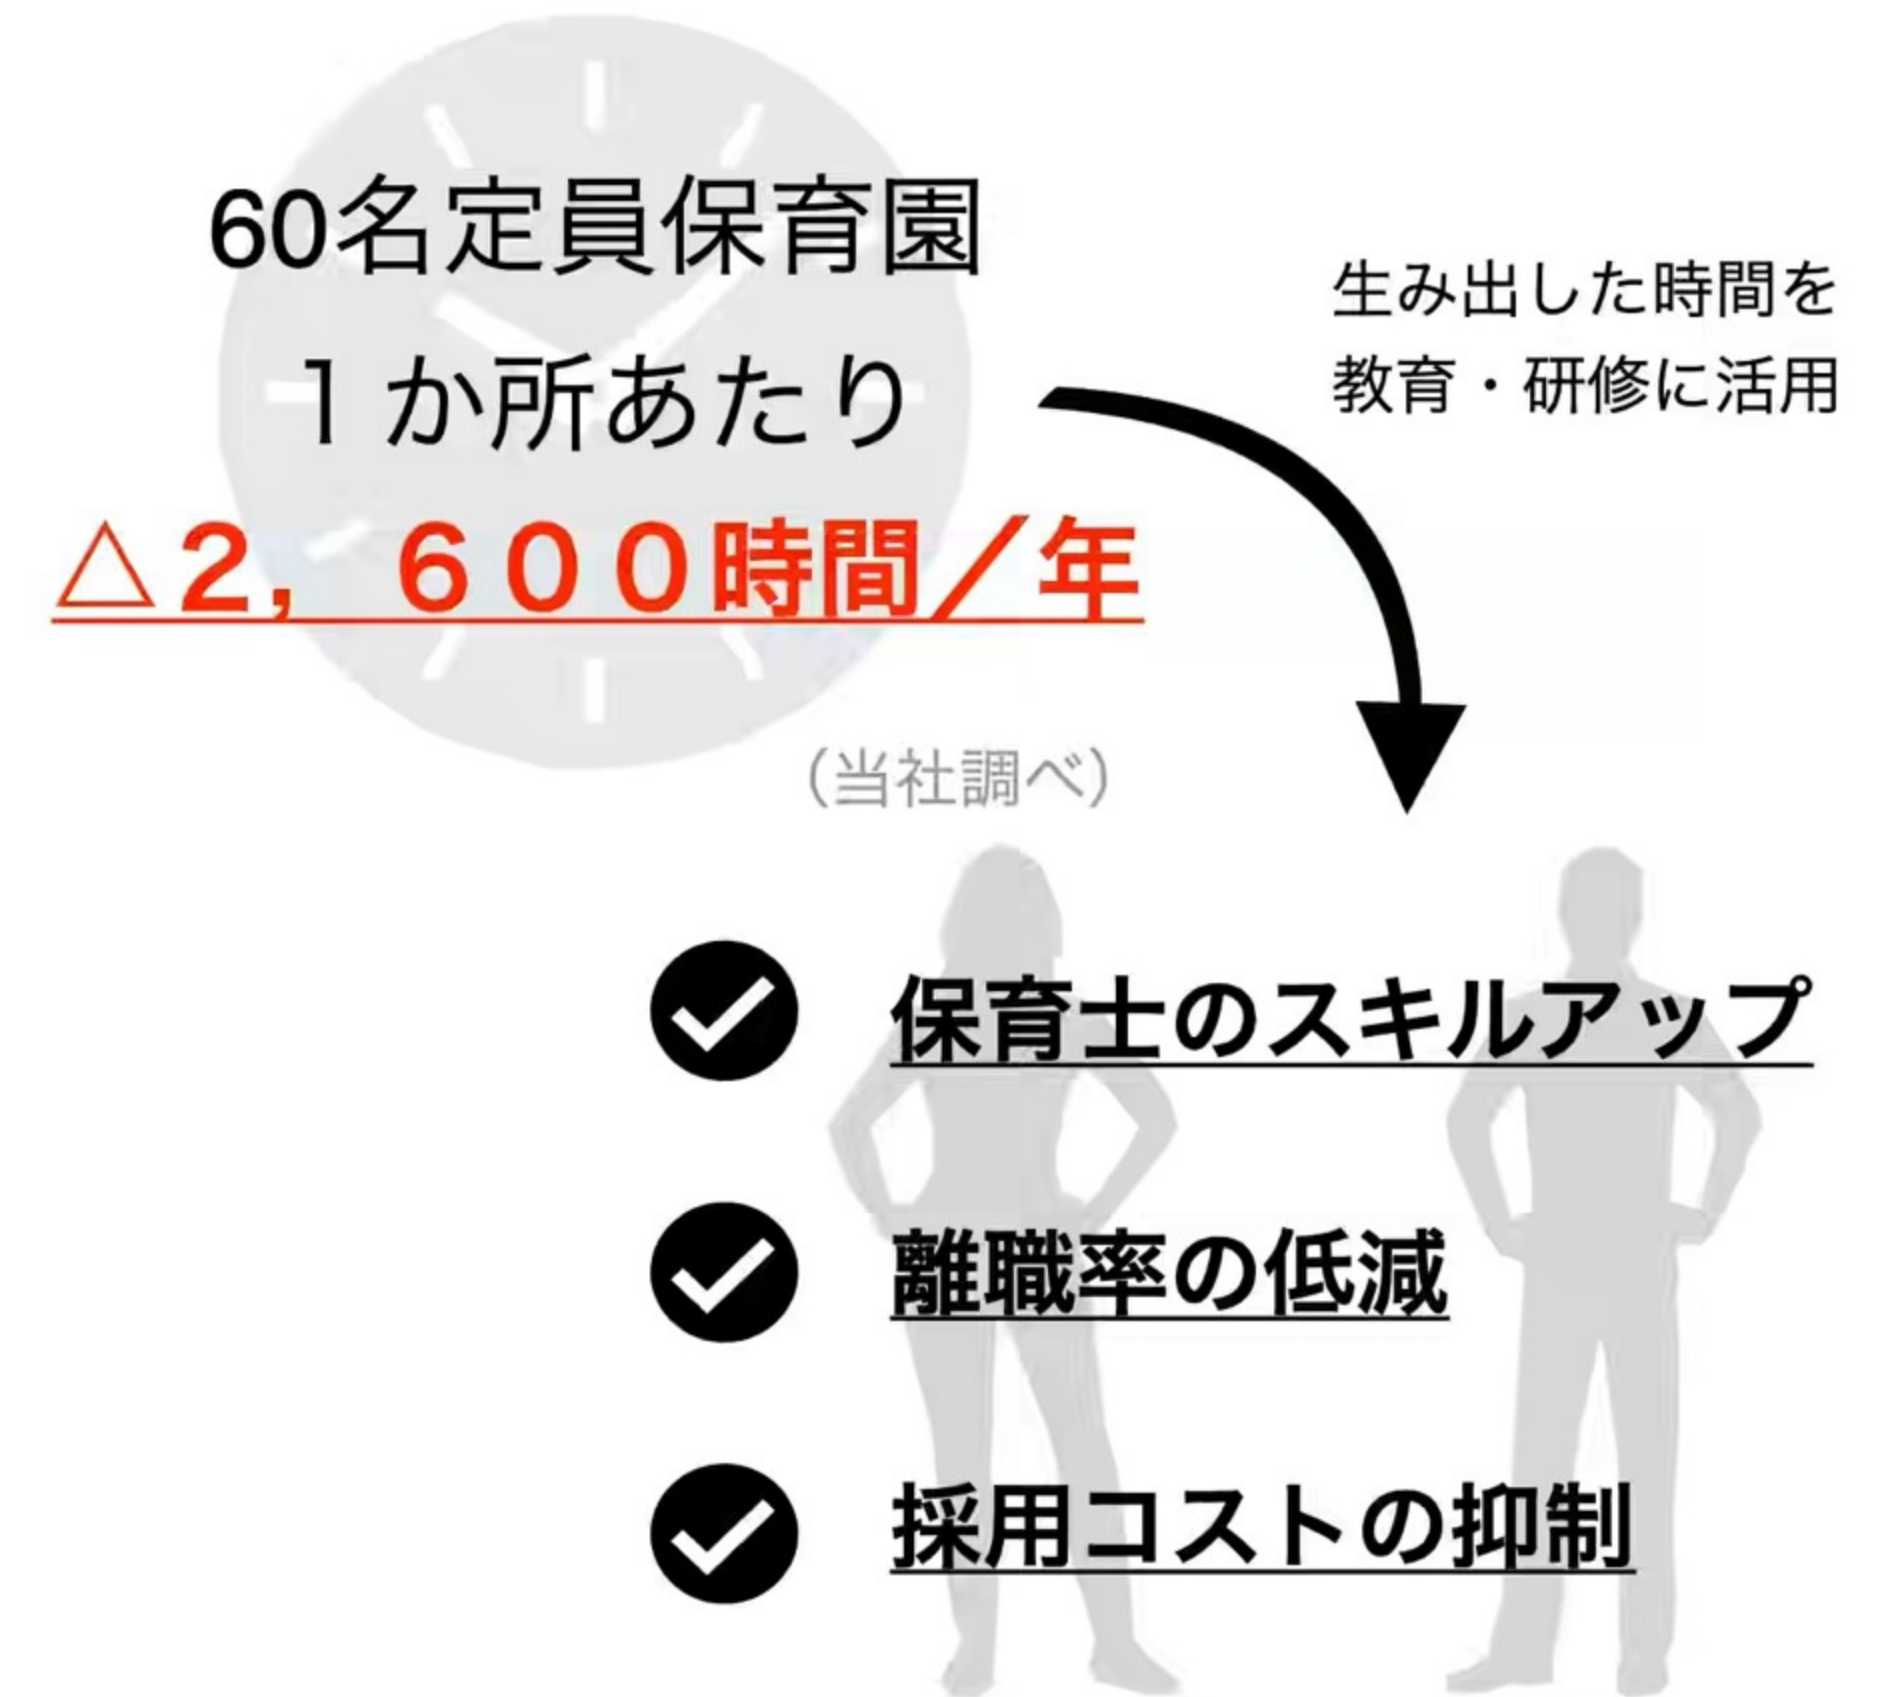 60名定員保育園
１か所あたり
△２，６００時間／年
（当社調べ）
生み出した時間を
教育・研修に活用
保育士のスキルアップ
離職率の低減
採用コストの抑制